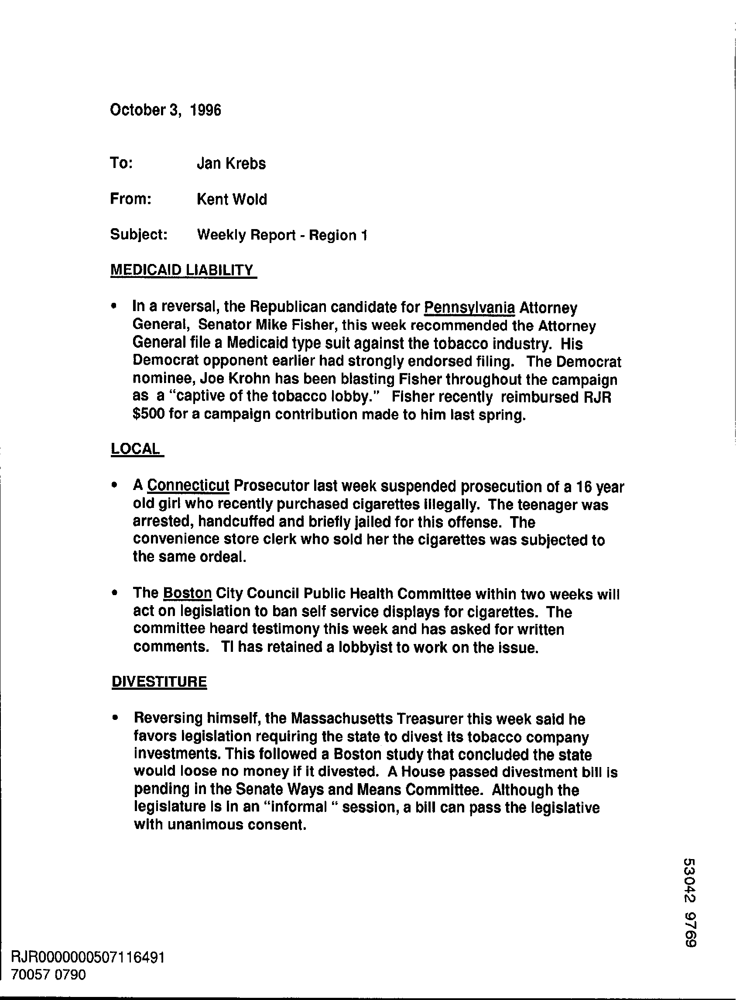 October 3, 1996
To: Jan Krebs
From: Kent Wold
Subject: Weekly Report - Region 1
MEDICAID LIABILITY
• In a reversal, the Republican candidate for Pennsylvania Attorney
General, Senator Mike Fisher, this week recommended the Attorney
General file a Medicaid type suit against the tobacco industry. His
Democrat opponent earlier had strongly endorsed filing. The Democrat
nominee, Joe Krohn has been blasting Fisher throughout the campaign
as a "captive of the tobacco lobby." Fisher recently reimbursed RJR
$500 for a campaign contribution made to him last spring.
LOCAL
• A Connecticut Prosecutor last week suspended prosecution of a 16 year
old girl who recently purchased cigarettes illegally. The teenager was
arrested, handcuffed and briefly jailed for this offense. The
convenience store clerk who sold her the cigarettes was subjected to
the same ordeal.
• The Boston City Council Public Health Committee within two weeks will
act on legislation to ban self service displays for cigarettes. The
committee heard testimony this week and has asked for written
comments. TI has retained a lobbyist to work on the issue.
DIVESTITURE
• Reversing himself, the Massachusetts Treasurer this week said he
favors legislation requiring the state to divest its tobacco company
investments. This followed a Boston study that concluded the state
would loose no money if it divested. A House passed divestment bill is
pending in the Senate Ways and Means Committee. Although the
legislature is in an "informal " session, a bill can pass the legislative
with unanimous consent.
53042 9769
RJR0000000507116491
70057 0790